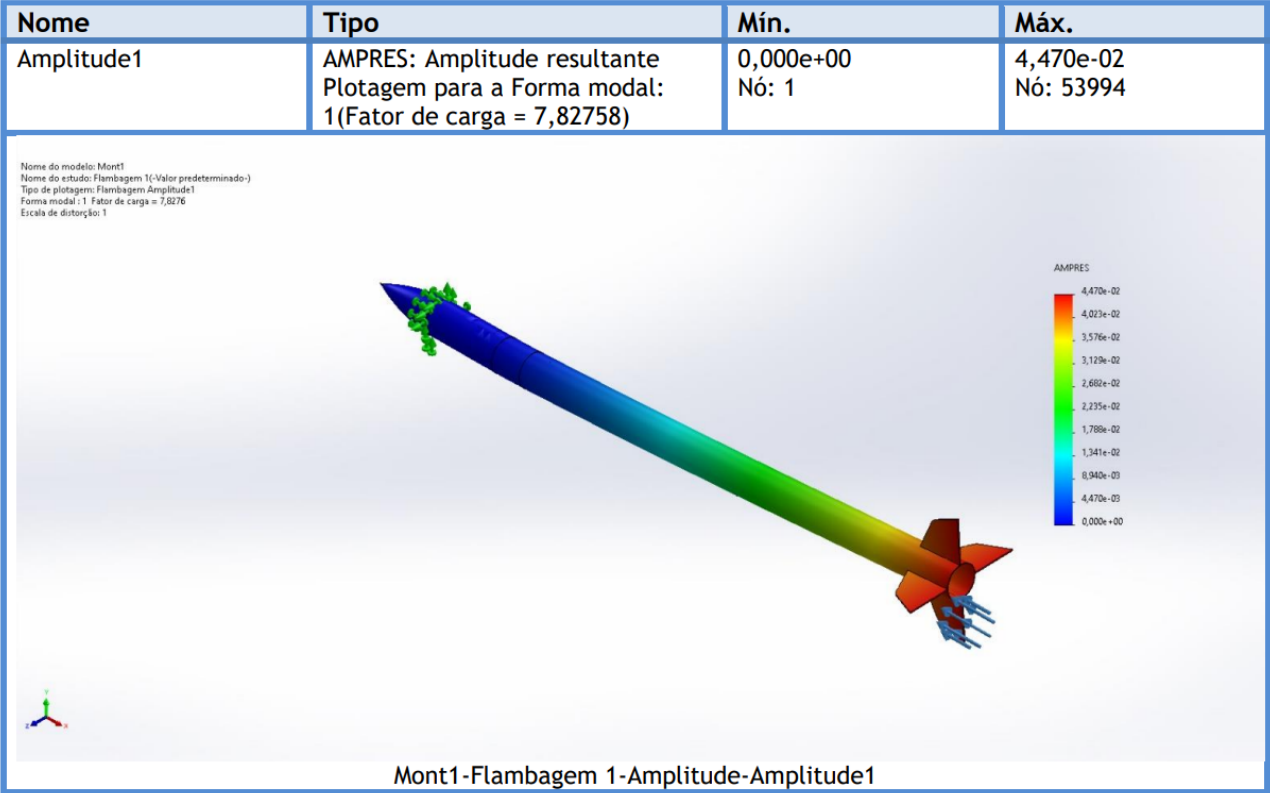 Nome Tipo Mín. Máx.
Amplitude1 AMPRES: Amplitude resultante 0,000e+00 4,470e-02
Plotagem para a Forma modal: Nó: 1 Nó: 53994
1(Fator de carga = 7,82758)
Nome do modelo: Mont1
Nome do estudo: Flambagem 1(-Valor predeterminado-)
Tipo de plotagem: Flambagem Amplitude1
Forma modal : 1 Fator de carga = 7,8276
Escala de distorção: 1
AMPRES
4,470e-02
4,023e-02
3,576e-02
3,129e-02
2,682e-02
2,235e-02
1,788e-02
1,341e-02
8,940e-03
4,470e-03
0,000e+00
Y
Z X
Mont1-Flambagem 1-Amplitude-Amplitude1